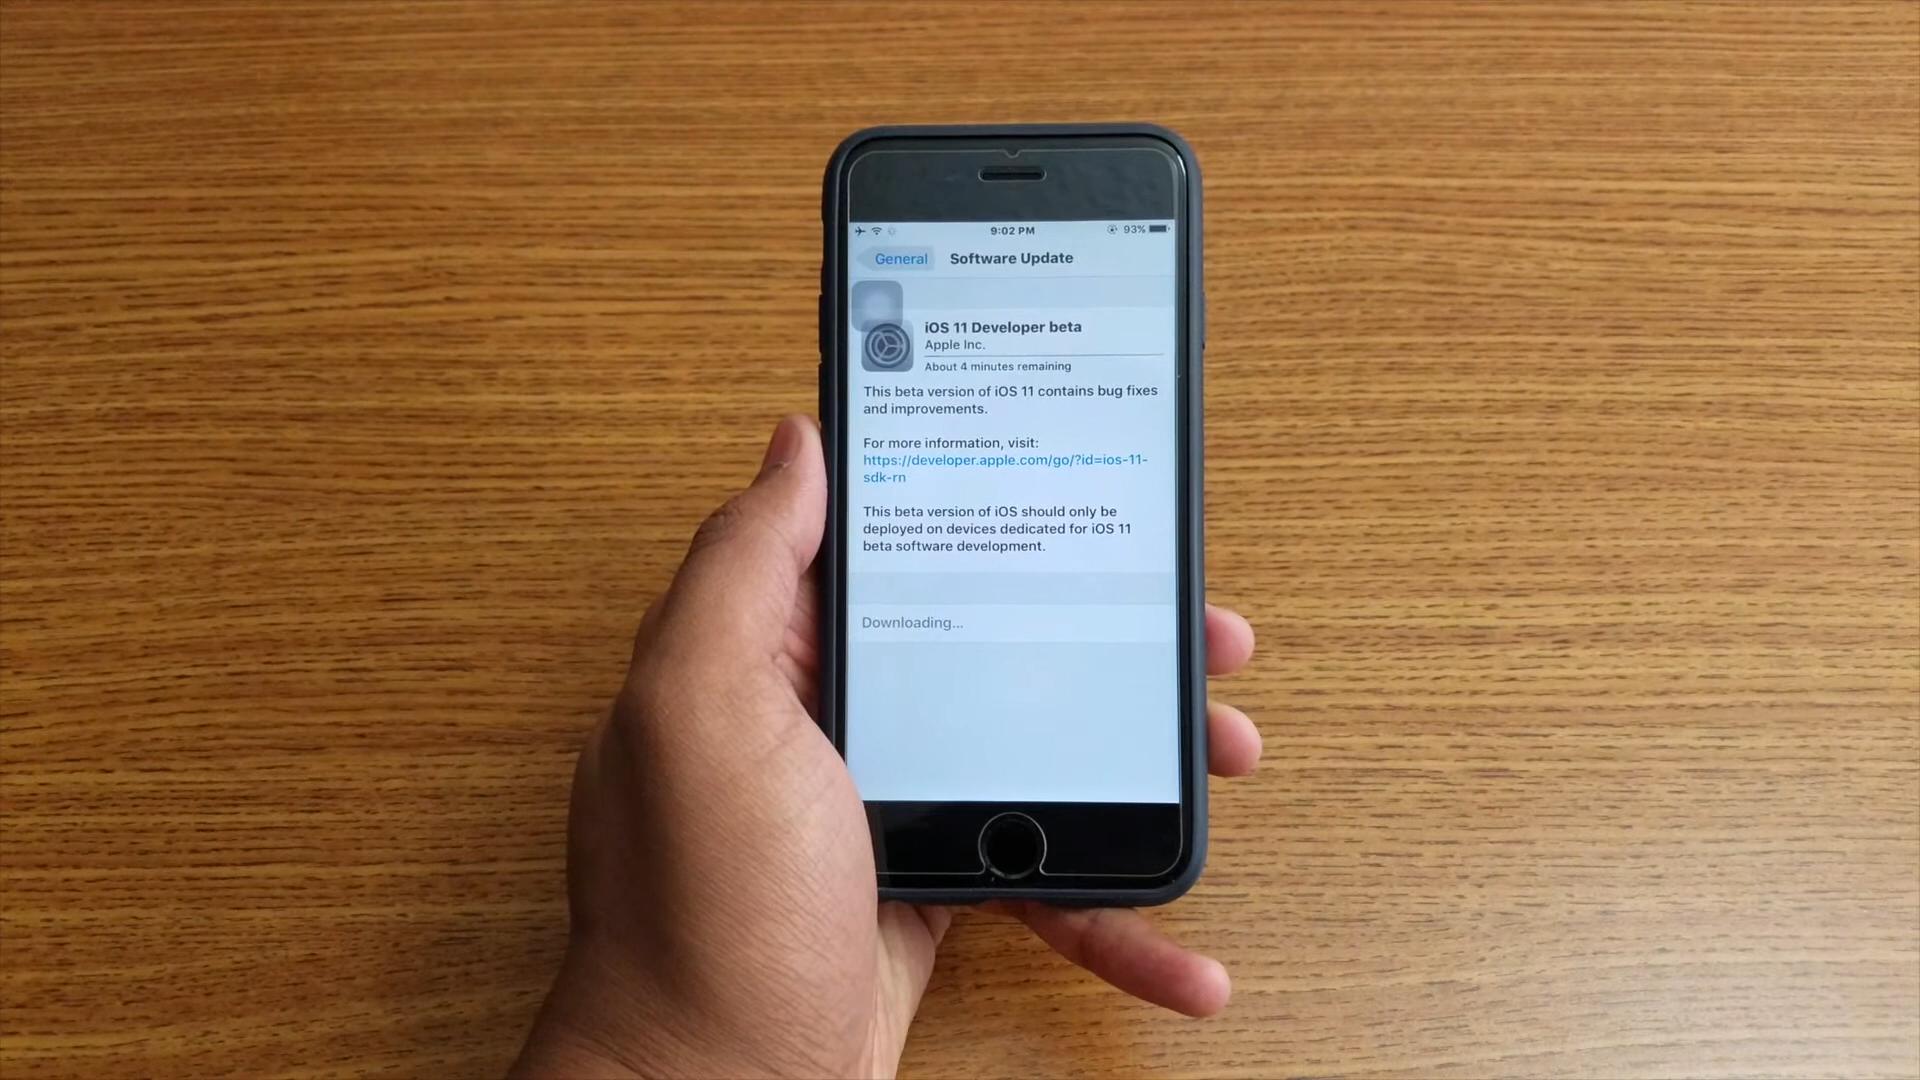 9:02 PM
93%
General
Software Update
iOS 11 Developer beta
Apple Inc.
About 4 minutes remaining
This beta version of iOS 11 contains bug fixes
and improvements.
For more information, visit:
https://developer.apple.com/go/?id=ios-11-
sdk-rn
This beta version of iOS should only be
deployed on devices dedicated for iOS 11
beta software development.
Downloading...